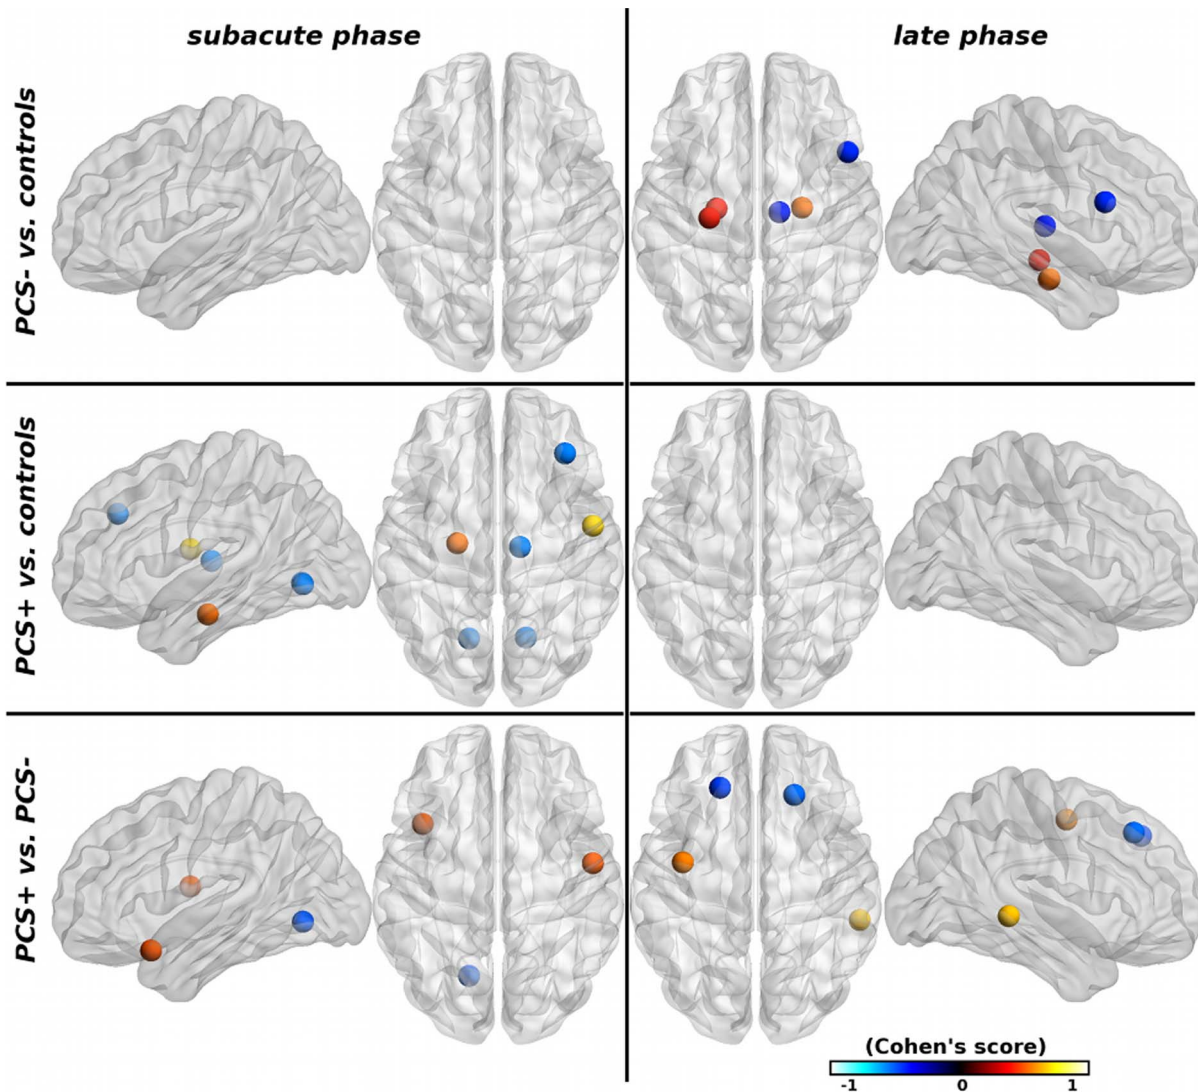 subacute phase
late phase
PCS- vs. controls
PCS+ vs. controls
PCS+ vs. PCS-
(Cohen's score)
-1 0 1